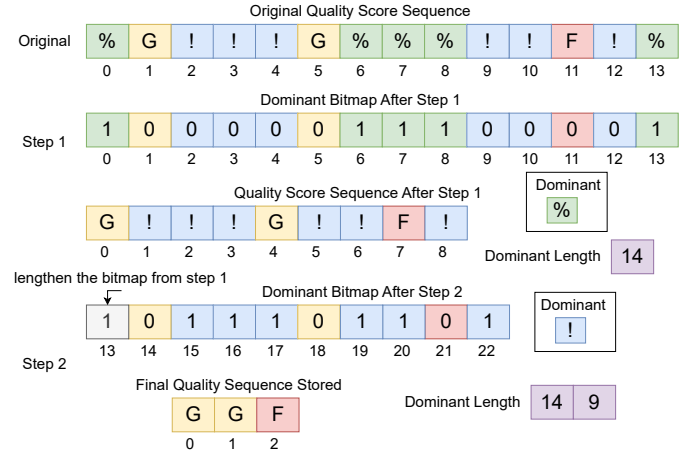 Original Quality Score Sequence
Original % G ! ! ! G % % % ! ! F ! %
0 1 2 3 4 5 6 7 8 9 10 11 12 13
Dominant Bitmap After Step 1
Step 1 1 0 0 0 0 0 1 1 1 0 0 0 0 1
0 1 2 3 4 5 6 7 8 9 10 11 12 13
Quality Score Sequence After Step 1
G ! ! ! G ! ! F !
0 1 2 3 4 5 6 7 8
Dominant
%
Dominant Length 14
lengthen the bitmap from step 1
Dominant Bitmap After Step 2
1 0 1 1 1 0 1 1 0 1
13 14 15 16 17 18 19 20 21 22
Dominant
!
Step 2
Final Quality Sequence Stored
G G F
0 1 2
Dominant Length 14 9